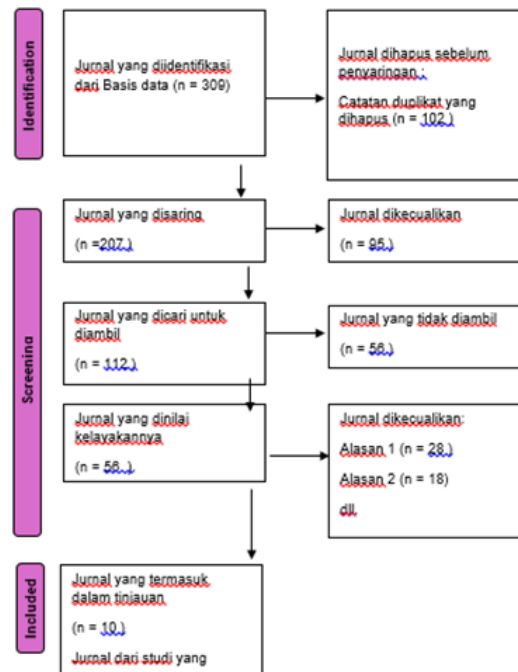 Identification
Jurnal yang diidentifikasi
dari Basis data (n = 309)
Jurnal dihapus sebelum
penyaringan :
Catatan duplikat yang
dihapus (n = 102 )
Screening
Jurnal yang disaring
(n =207 )
Jurnal dikecualikan
(n = 95 )
Jurnal yang dicari untuk
diambil
(n = 112 )
Jurnal yang tidak diambil
(n = 56 )
Jurnal yang dinilai
kelayakannya
(n = 56 )
Jurnal dikecualikan:
Alasan 1 (n = 28 )
Alasan 2 (n = 18)
dll.
Included
Jurnal yang termasuk
dalam tinjauan
(n = 10 )
Jurnal dari studi yang